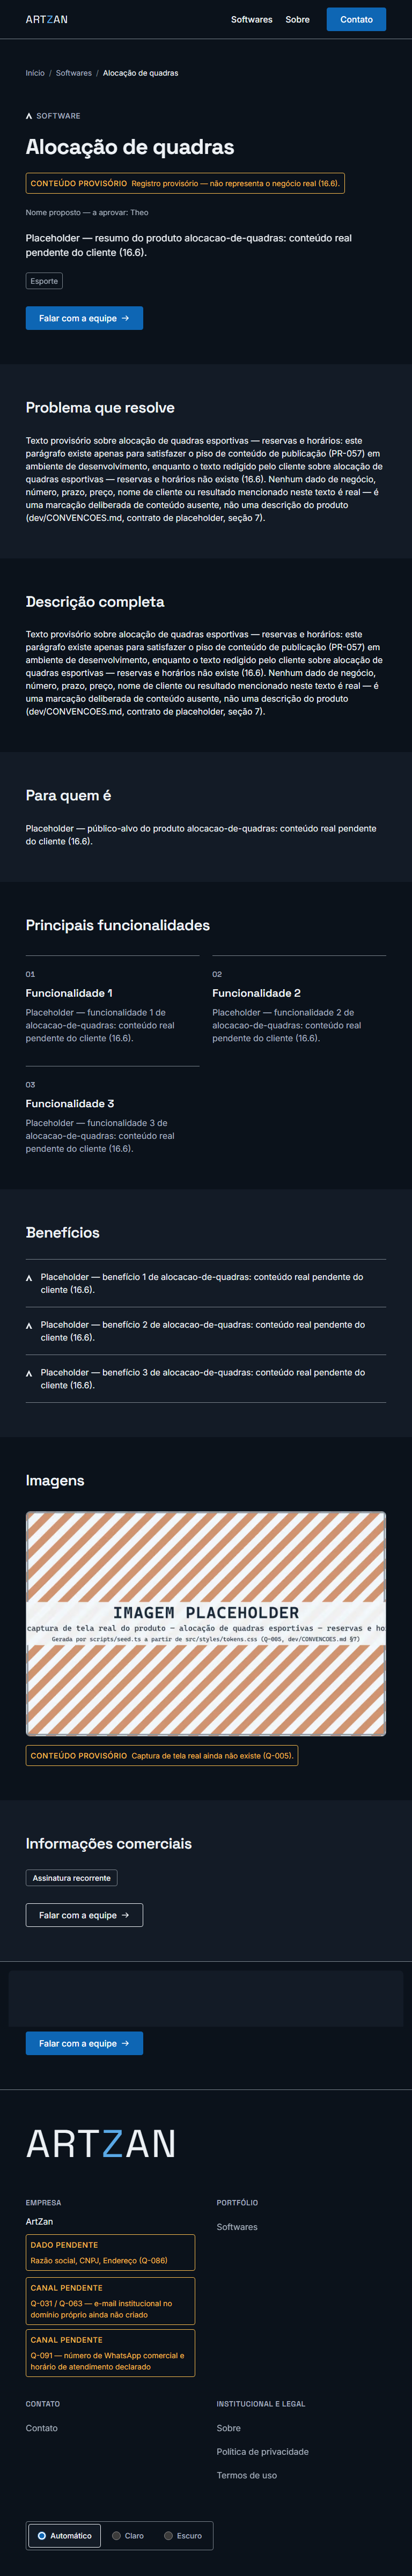 ARTZAN
Softwares
Sobre
Contato
Início / Softwares / Alocação de quadras
SOFTWARE
Alocação de quadras
CONTEÚDO PROVISÓRIO Registro provisório — não representa o negócio real (16.6).
Nome proposto — a aprovar: Theo
Placeholder — resumo do produto alocacao-de-quadras: conteúdo real
pendente do cliente (16.6).
Esporte
Falar com a equipe →
Problema que resolve
Texto provisório sobre alocação de quadras esportivas — reservas e horários: este
parágrafo existe apenas para satisfazer o piso de conteúdo de publicação (PR-057) em
ambiente de desenvolvimento, enquanto o texto redigido pelo cliente sobre alocação de
quadras esportivas — reservas e horários não existe (16.6). Nenhum dado de negócio,
número, prazo, preço, nome de cliente ou resultado mencionado neste texto é real — é
uma marcação deliberada de conteúdo ausente, não uma descrição do produto
(dev/CONVENCOES.md, contrato de placeholder, seção 7).
Descrição completa
Texto provisório sobre alocação de quadras esportivas — reservas e horários: este
parágrafo existe apenas para satisfazer o piso de conteúdo de publicação (PR-057) em
ambiente de desenvolvimento, enquanto o texto redigido pelo cliente sobre alocação de
quadras esportivas — reservas e horários não existe (16.6). Nenhum dado de negócio,
número, prazo, preço, nome de cliente ou resultado mencionado neste texto é real — é
uma marcação deliberada de conteúdo ausente, não uma descrição do produto
(dev/CONVENCOES.md, contrato de placeholder, seção 7).
Para quem é
Placeholder — público-alvo do produto alocacao-de-quadras: conteúdo real pendente
do cliente (16.6).
Principais funcionalidades
01
Funcionalidade 1
Placeholder — funcionalidade 1 de
alocacao-de-quadras: conteúdo real
pendente do cliente (16.6).
02
Funcionalidade 2
Placeholder — funcionalidade 2 de
alocacao-de-quadras: conteúdo real
pendente do cliente (16.6).
03
Funcionalidade 3
Placeholder — funcionalidade 3 de
alocacao-de-quadras: conteúdo real
pendente do cliente (16.6).
Benefícios
Placeholder — benefício 1 de alocacao-de-quadras: conteúdo real pendente do
cliente (16.6).
Placeholder — benefício 2 de alocacao-de-quadras: conteúdo real pendente do
cliente (16.6).
Placeholder — benefício 3 de alocacao-de-quadras: conteúdo real pendente do
cliente (16.6).
Imagens
IMAGEM PLACEHOLDER
captura de tela real do produto — alocação de quadras esportivas — reservas e ho
Gerada por scripts/seed.ts a partir de src/styles/tokens.css (Q-005, dev/CONVENCOES.md §7)
CONTEÚDO PROVISÓRIO Captura de tela real ainda não existe (Q-005).
Informações comerciais
Assinatura recorrente
Falar com a equipe →
Falar com a equipe →
ARTZAN
EMPRESA
ArtZan
DADO PENDENTE
Razão social, CNPJ, Endereço (Q-086)
CANAL PENDENTE
Q-031 / Q-063 — e-mail institucional no
domínio próprio ainda não criado
CANAL PENDENTE
Q-091 — número de WhatsApp comercial e
horário de atendimento declarado
PORTFÓLIO
Softwares
CONTATO
Contato
INSTITUCIONAL E LEGAL
Sobre
Política de privacidade
Termos de uso
Automático
Claro
Escuro